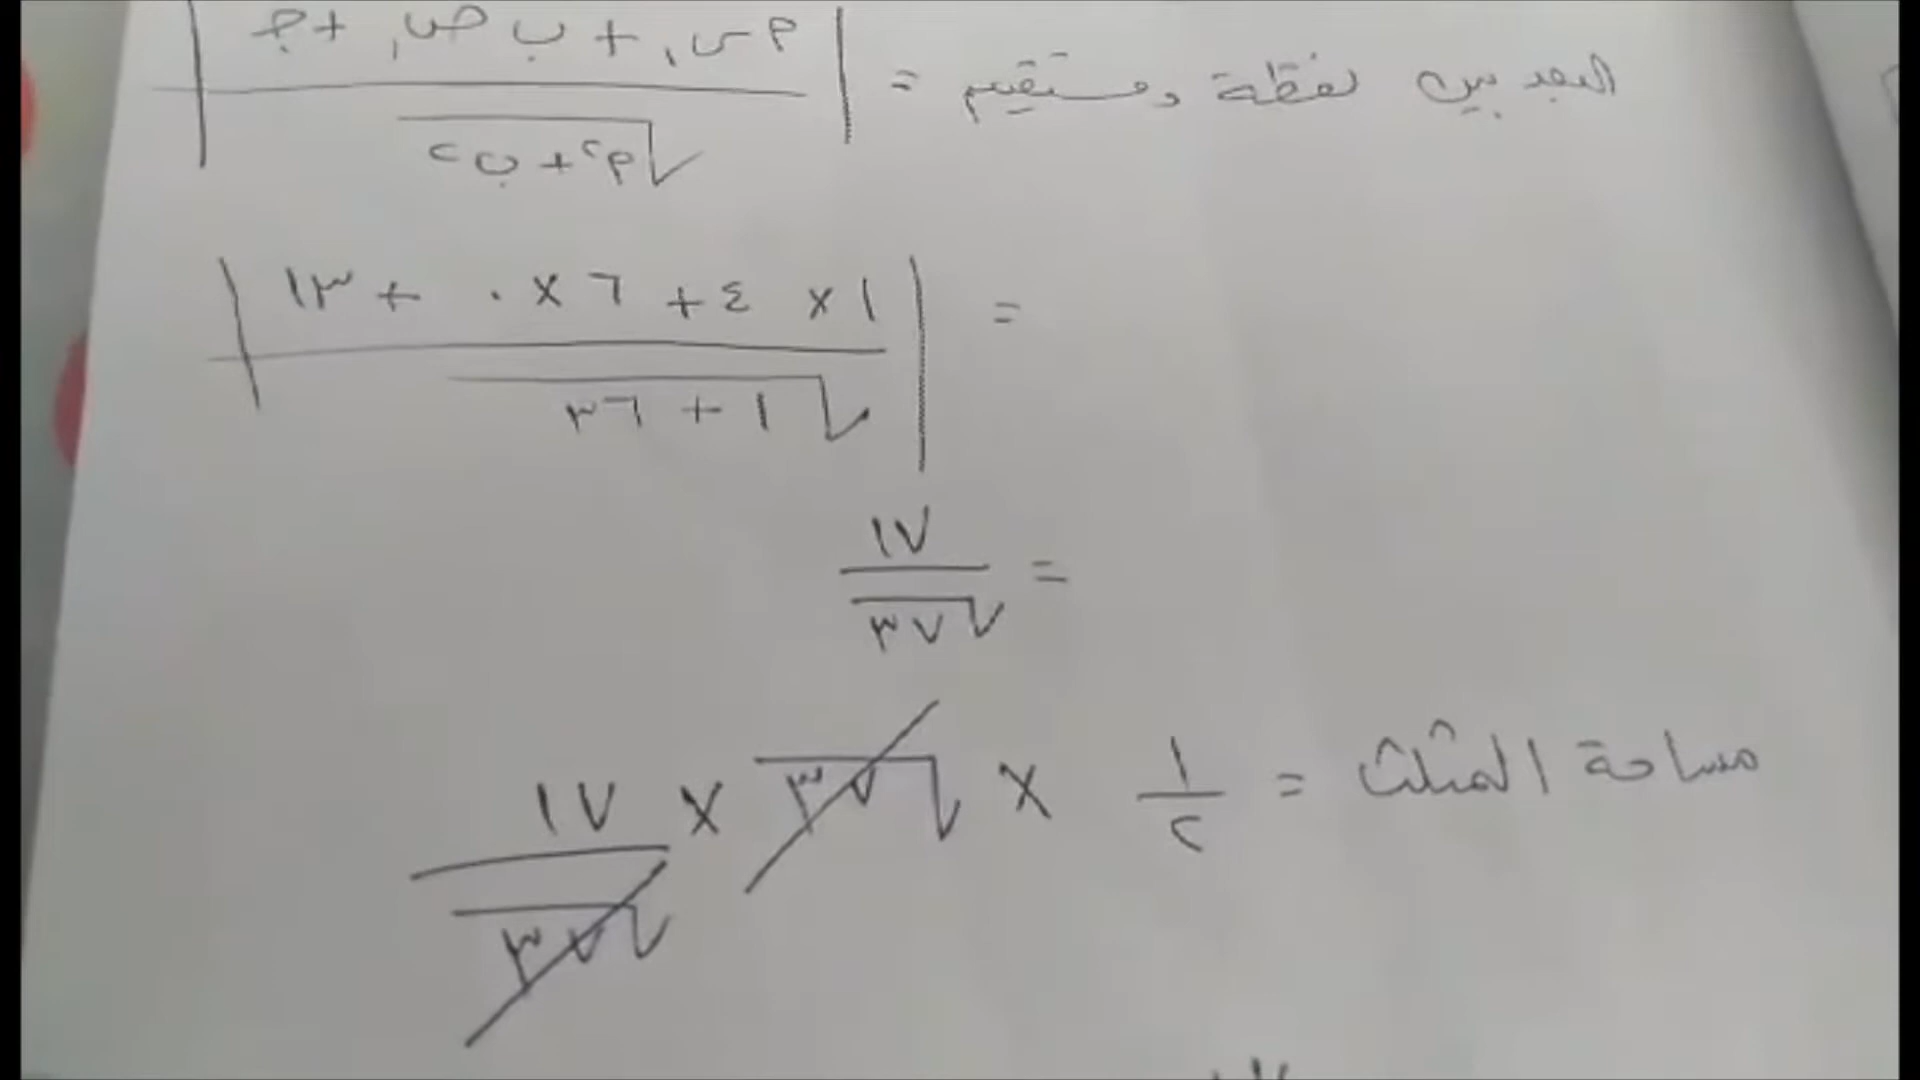 البعد بين نقطة ومستقيم = | (م س١ + ب ص١ + جـ) / √(م٢ + ب٢) |
= | (١ × ٤ + ٦ × ٠ + ١٣) / √(١ + ٣٦) |
= ١٧ / √٣٧
مساحة المثلث = ١/٢ × √٣٧ × ١٧ / √٣٧